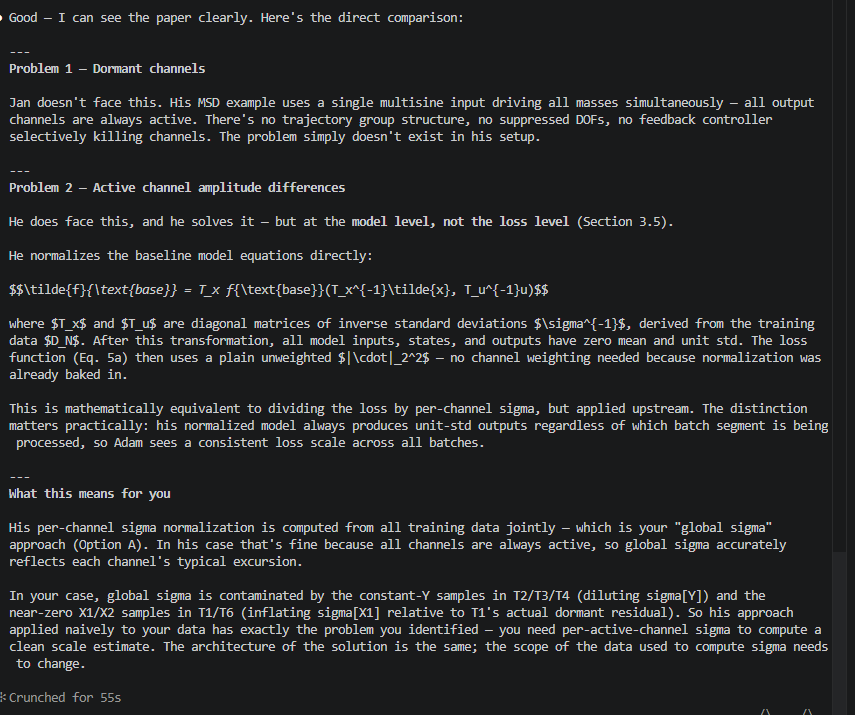 Good — I can see the paper clearly. Here's the direct comparison:
---
Problem 1 — Dormant channels
Jan doesn't face this. His MSD example uses a single multisine input driving all masses simultaneously — all output
channels are always active. There's no trajectory group structure, no suppressed DOFs, no feedback controller
selectively killing channels. The problem simply doesn't exist in his setup.
---
Problem 2 — Active channel amplitude differences
He does face this, and he solves it — but at the model level, not the loss level (Section 3.5).
He normalizes the baseline model equations directly:
$$\tilde{f}{\text{base}} = T_x f{\text{base}}(T_x^{-1}\tilde{x}, T_u^{-1}u)$$
where $T_x$ and $T_u$ are diagonal matrices of inverse standard deviations $\sigma^{-1}$, derived from the training
data $D_N$. After this transformation, all model inputs, states, and outputs have zero mean and unit std. The loss
function (Eq. 5a) then uses a plain unweighted $|\cdot|_2^2$ — no channel weighting needed because normalization was
already baked in.
This is mathematically equivalent to dividing the loss by per-channel sigma, but applied upstream. The distinction
matters practically: his normalized model always produces unit-std outputs regardless of which batch segment is being
processed, so Adam sees a consistent loss scale across all batches.
---
What this means for you
His per-channel sigma normalization is computed from all training data jointly — which is your "global sigma"
approach (Option A). In his case that's fine because all channels are always active, so global sigma accurately
reflects each channel's typical excursion.
In your case, global sigma is contaminated by the constant-Y samples in T2/T3/T4 (diluting sigma[Y]) and the
near-zero X1/X2 samples in T1/T6 (inflating sigma[X1] relative to T1's actual dormant residual). So his approach
applied naively to your data has exactly the problem you identified — you need per-active-channel sigma to compute a
clean scale estimate. The architecture of the solution is the same; the scope of the data used to compute sigma needs
to change.
Crunched for 55s